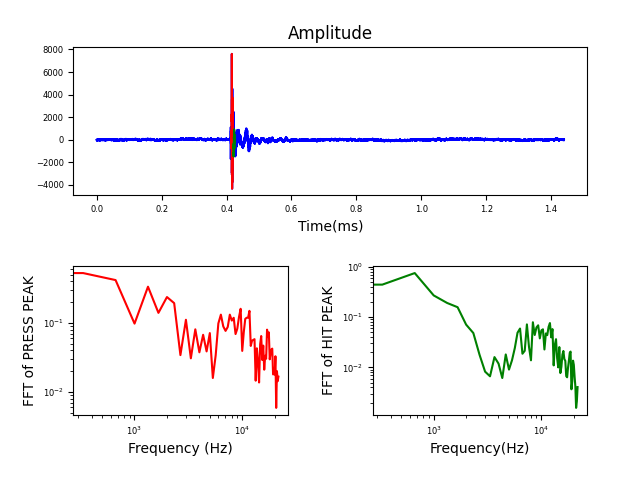 Amplitude
8000
6000
4000
2000
0
−2000
−4000
0.0 0.2 0.4 0.6 0.8 1.0 1.2 1.4
Time(ms)
FFT of PRESS PEAK
10⁻¹
10⁻²
10³ 10⁴
Frequency (Hz)
FFT of HIT PEAK
10⁰
10⁻¹
10⁻²
10³ 10⁴
Frequency(Hz)